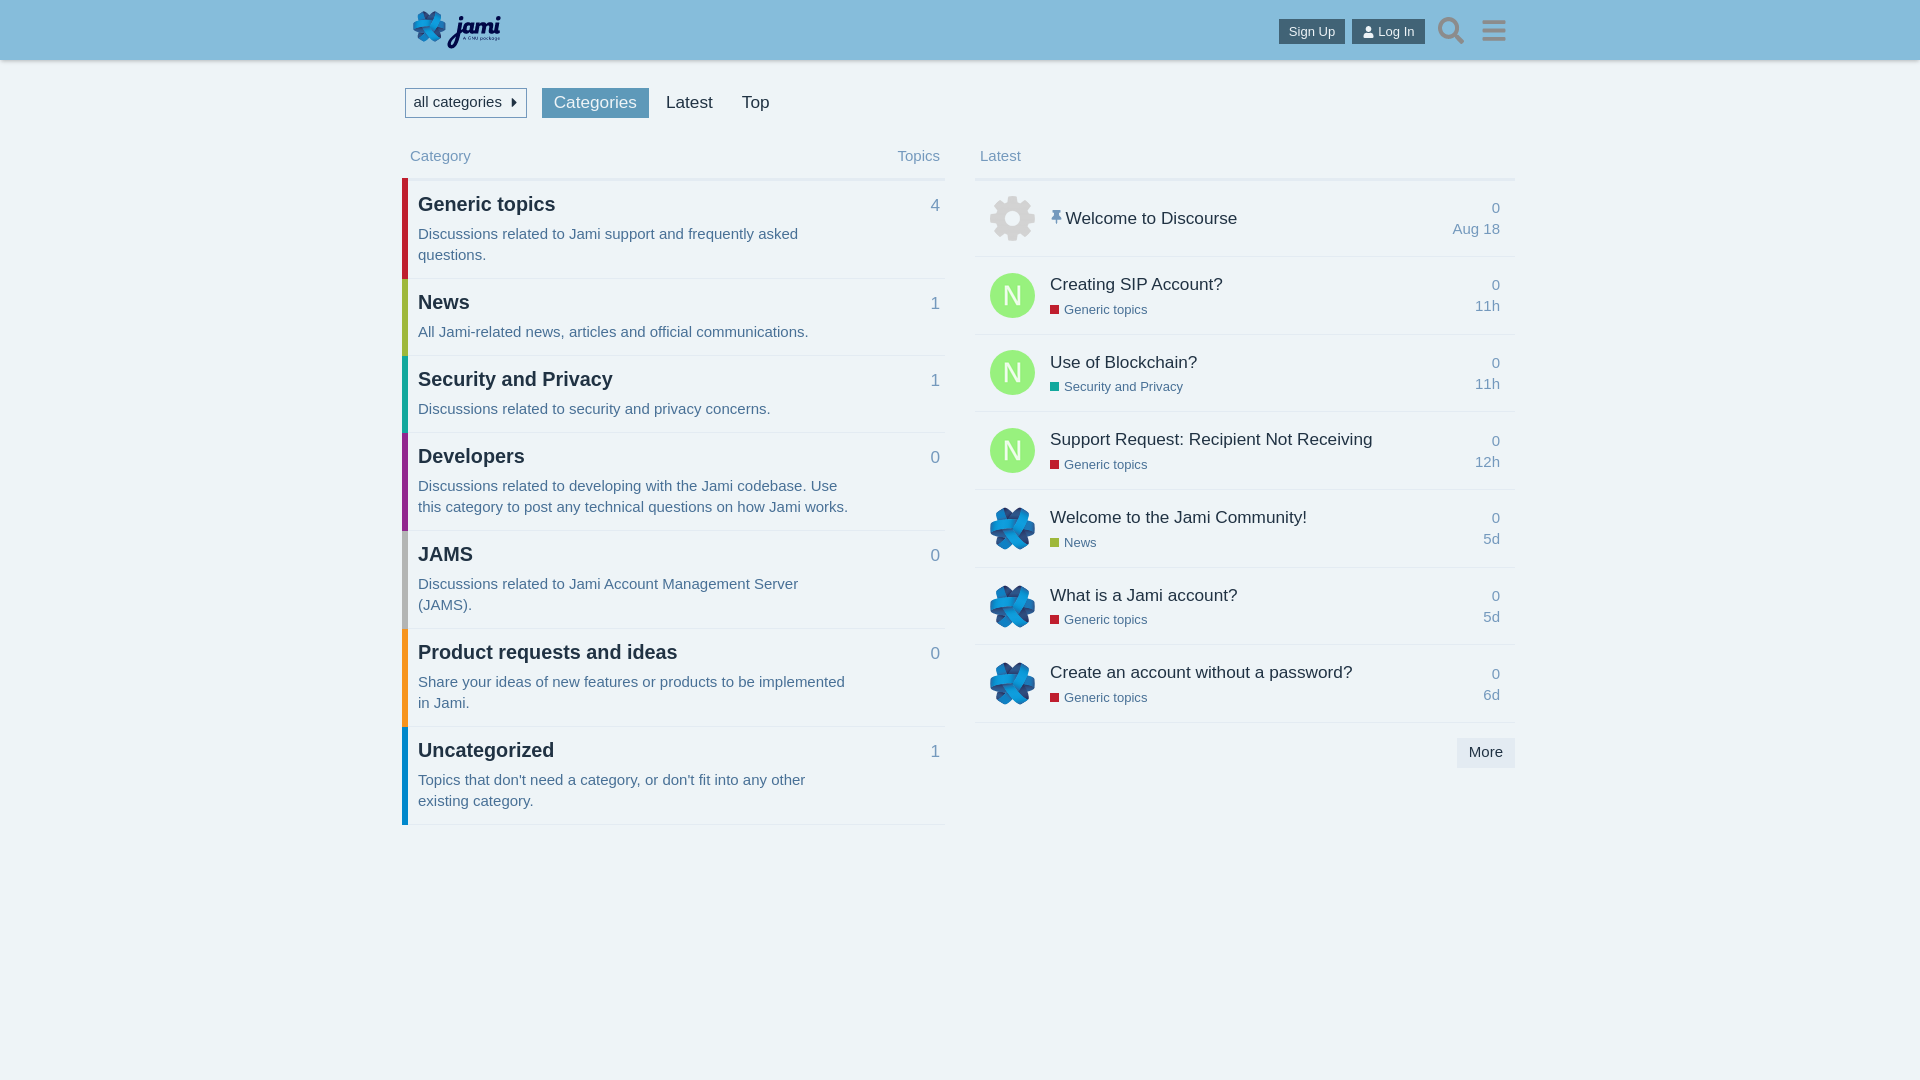 jami
A GNU package
Sign Up
Log In
all categories
Categories
Latest
Top
Category
Topics
Generic topics
4
Discussions related to Jami support and frequently asked
questions.
News
1
All Jami-related news, articles and official communications.
Security and Privacy
1
Discussions related to security and privacy concerns.
Developers
0
Discussions related to developing with the Jami codebase. Use
this category to post any technical questions on how Jami works.
JAMS
0
Discussions related to Jami Account Management Server
(JAMS).
Product requests and ideas
0
Share your ideas of new features or products to be implemented
in Jami.
Uncategorized
1
Topics that don't need a category, or don't fit into any other
existing category.
Latest
Welcome to Discourse
0
Aug 18
N
Creating SIP Account?
0
Generic topics
11h
N
Use of Blockchain?
0
Security and Privacy
11h
N
Support Request: Recipient Not Receiving
0
Generic topics
12h
Welcome to the Jami Community!
0
News
5d
What is a Jami account?
0
Generic topics
5d
Create an account without a password?
0
Generic topics
6d
More